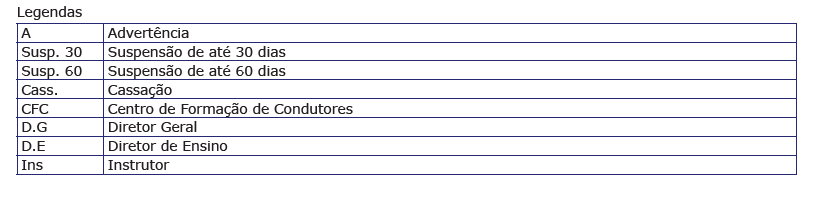 Legendas
A Advertência
Susp. 30 Suspensão de até 30 dias
Susp. 60 Suspensão de até 60 dias
Cass. Cassação
CFC Centro de Formação de Condutores
D.G Diretor Geral
D.E Diretor de Ensino
Ins Instrutor